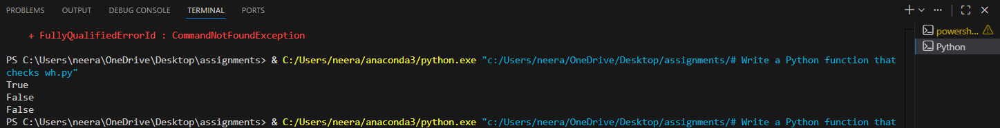 PROBLEMS OUTPUT DEBUG CONSOLE TERMINAL PORTS
+ FullyQualifiedErrorId : CommandNotFoundException
powersh...
Python
PS C:\Users\neera\OneDrive\Desktop\assignments> & C:/Users/neera/anaconda3/python.exe "c:/Users/neera/OneDrive/Desktop/assignments/# Write a Python function that
checks wh.py"
True
False
False
PS C:\Users\neera\OneDrive\Desktop\assignments> & C:/Users/neera/anaconda3/python.exe "c:/Users/neera/OneDrive/Desktop/assignments/# Write a Python function that